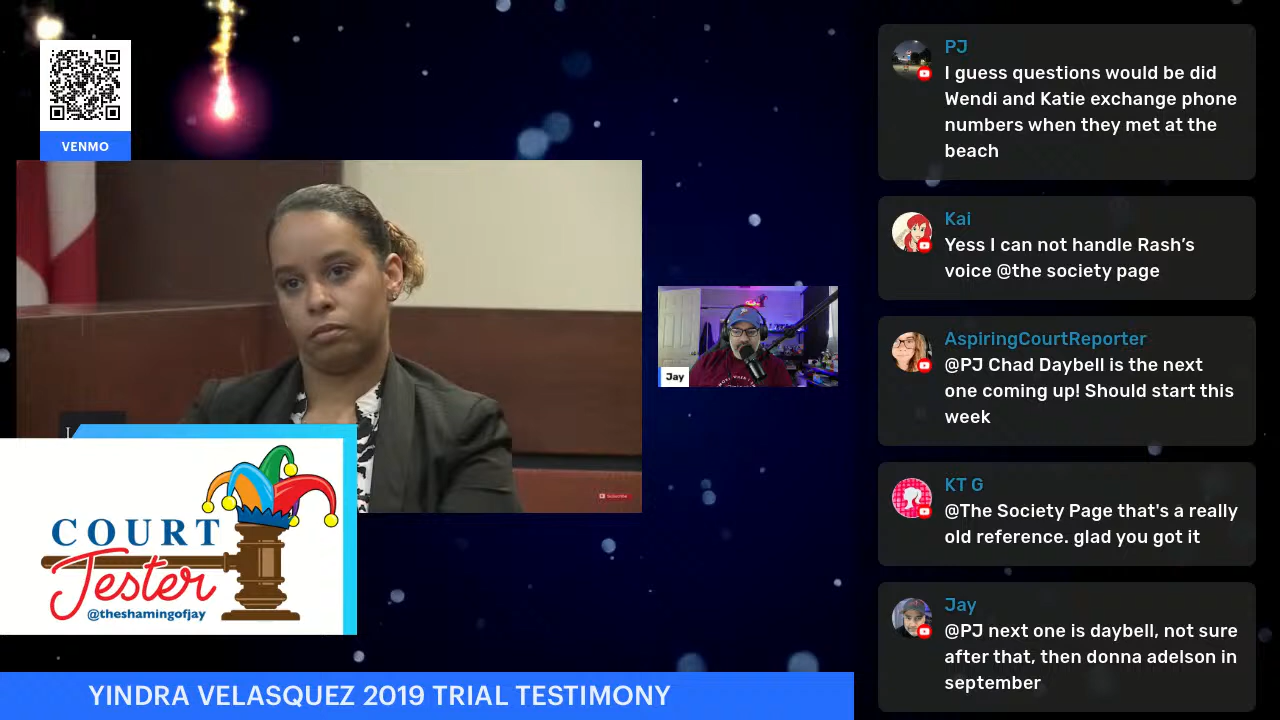 VENMO
Jay
Subscribe
COURT
Jester
@theshamingofjay
YINDRA VELASQUEZ 2019 TRIAL TESTIMONY
PJ
I guess questions would be did
Wendi and Katie exchange phone
numbers when they met at the
beach
Kai
Yess I can not handle Rash’s
voice @the society page
AspiringCourtReporter
@PJ Chad Daybell is the next
one coming up! Should start this
week
KT G
@The Society Page that's a really
old reference. glad you got it
Jay
@PJ next one is daybell, not sure
after that, then donna adelson in
september